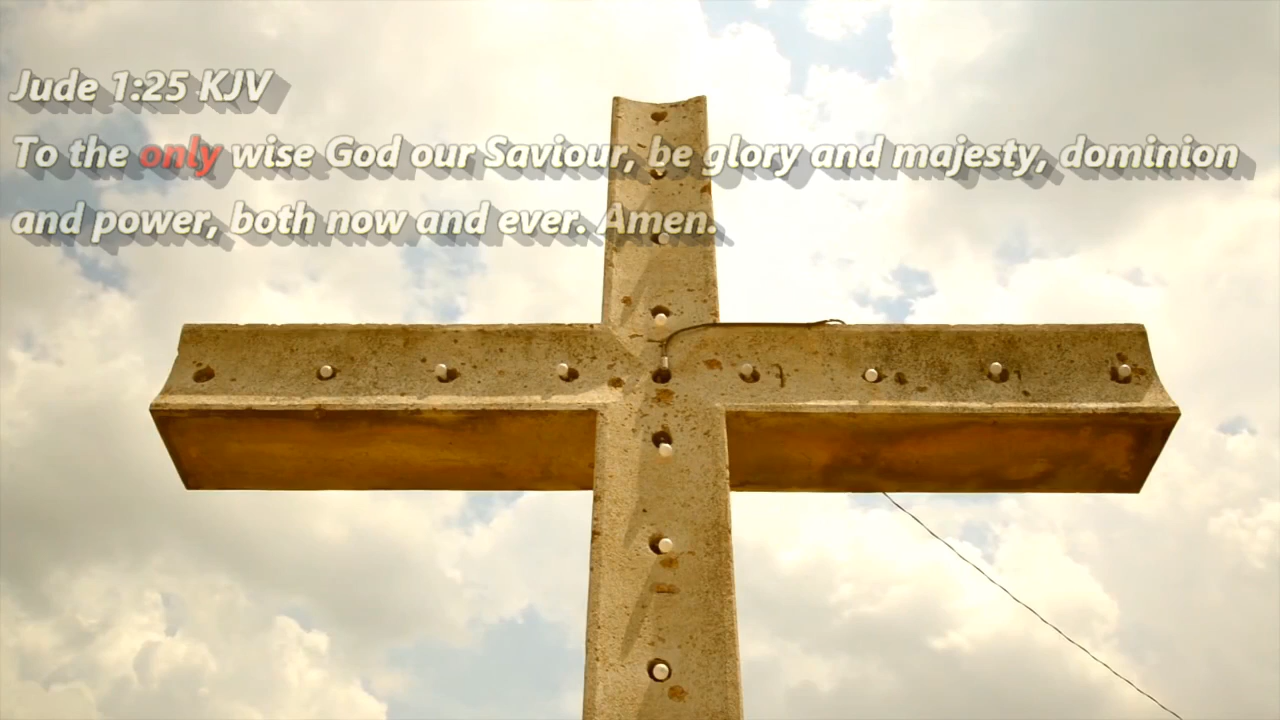 Jude 1:25 KJV
To the only wise God our Saviour, be glory and majesty, dominion
and power, both now and ever. Amen.